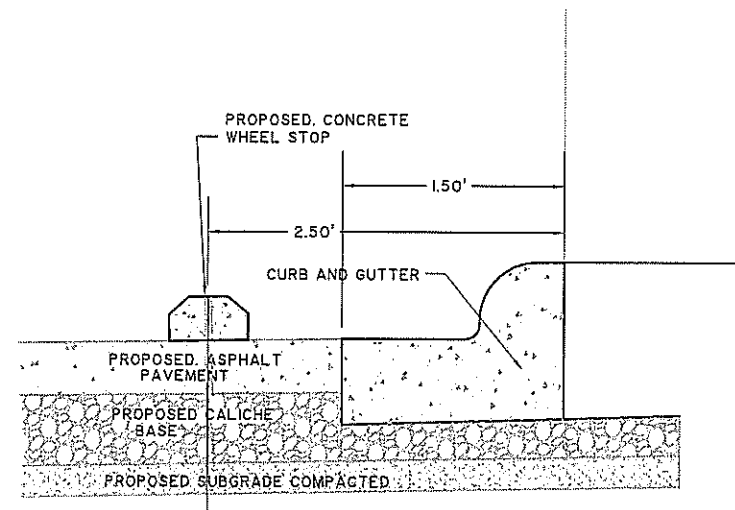 PROPOSED, CONCRETE
WHEEL STOP
1.50'
2.50'
CURB AND GUTTER
PROPOSED, ASPHALT
PAVEMENT
PROPOSED CALICHE
BASE
PROPOSED SUBGRADE COMPACTED